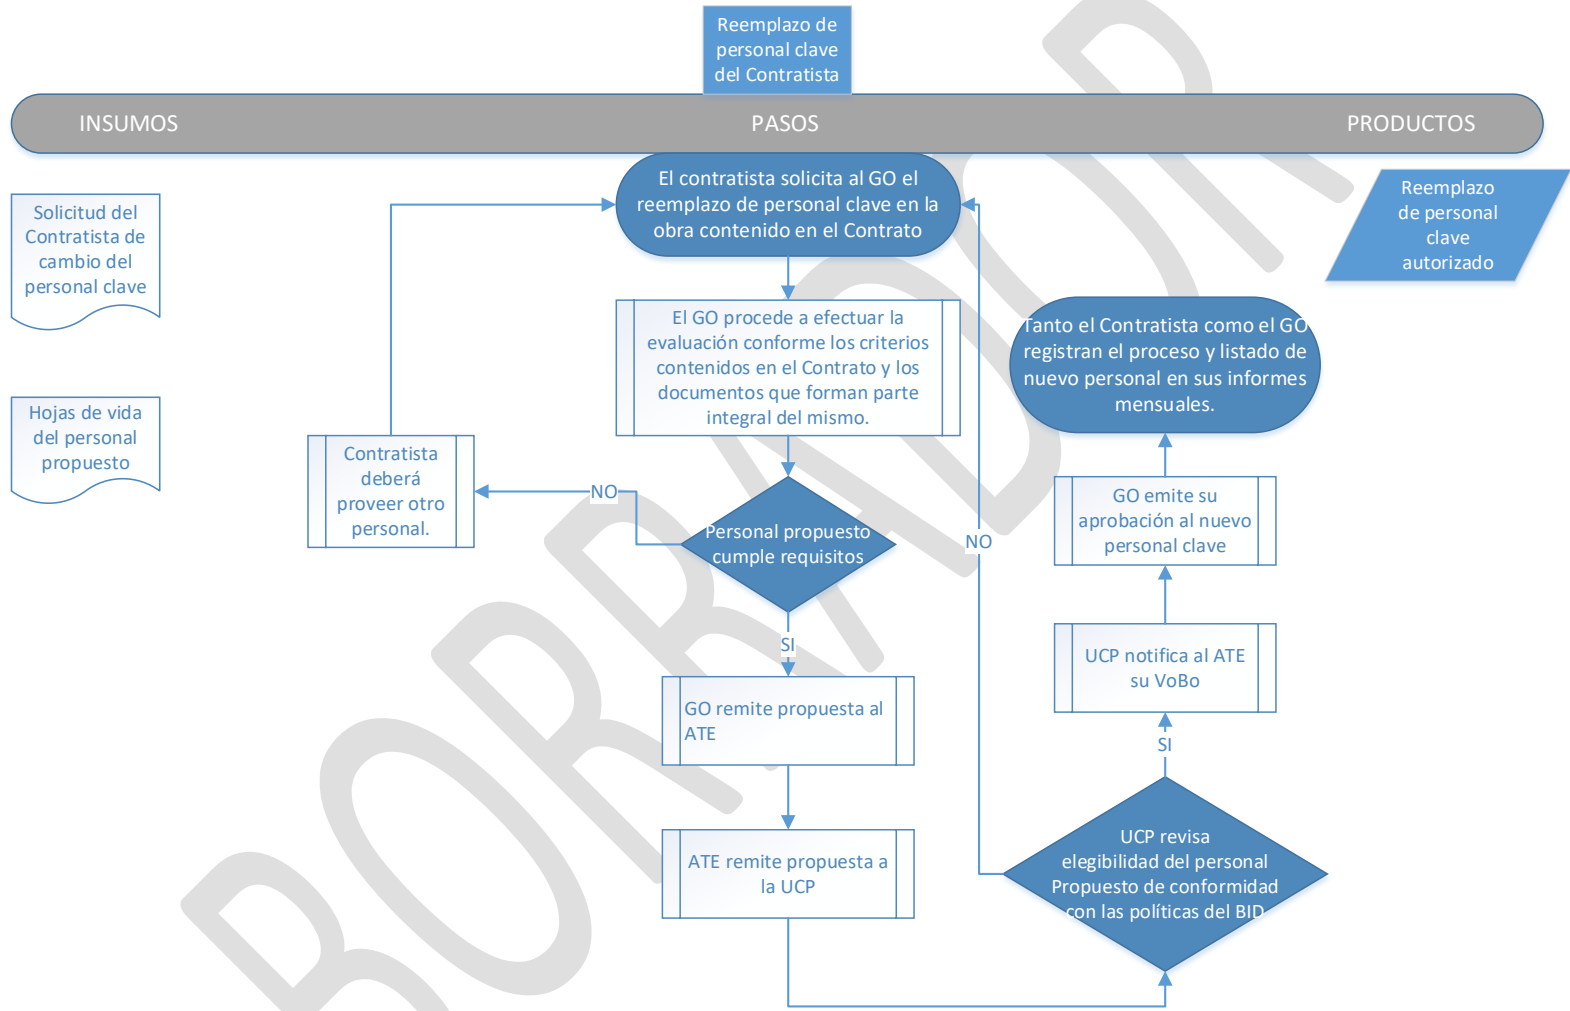 Reemplazo de
personal clave
del Contratista
INSUMOS
PASOS
PRODUCTOS
Solicitud del
Contratista de
cambio del
personal clave
Hojas de vida
del personal
propuesto
El contratista solicita al GO el
reemplazo de personal clave en la
obra contenido en el Contrato
El GO procede a efectuar la
evaluación conforme los criterios
contenidos en el Contrato y los
documentos que forman parte
integral del mismo.
Contratista
deberá
proveer otro
personal.
NO
Personal propuesto
cumple requisitos
SI
GO remite propuesta al
ATE
ATE remite propuesta a
la UCP
NO
UCP revisa
elegibilidad del personal
Propuesto de conformidad
con las políticas del BID
SI
UCP notifica al ATE
su VoBo
GO emite su
aprobación al nuevo
personal clave
Tanto el Contratista como el GO
registran el proceso y listado de
nuevo personal en sus informes
mensuales.
Reemplazo
de personal
clave
autorizado
BORRADOR